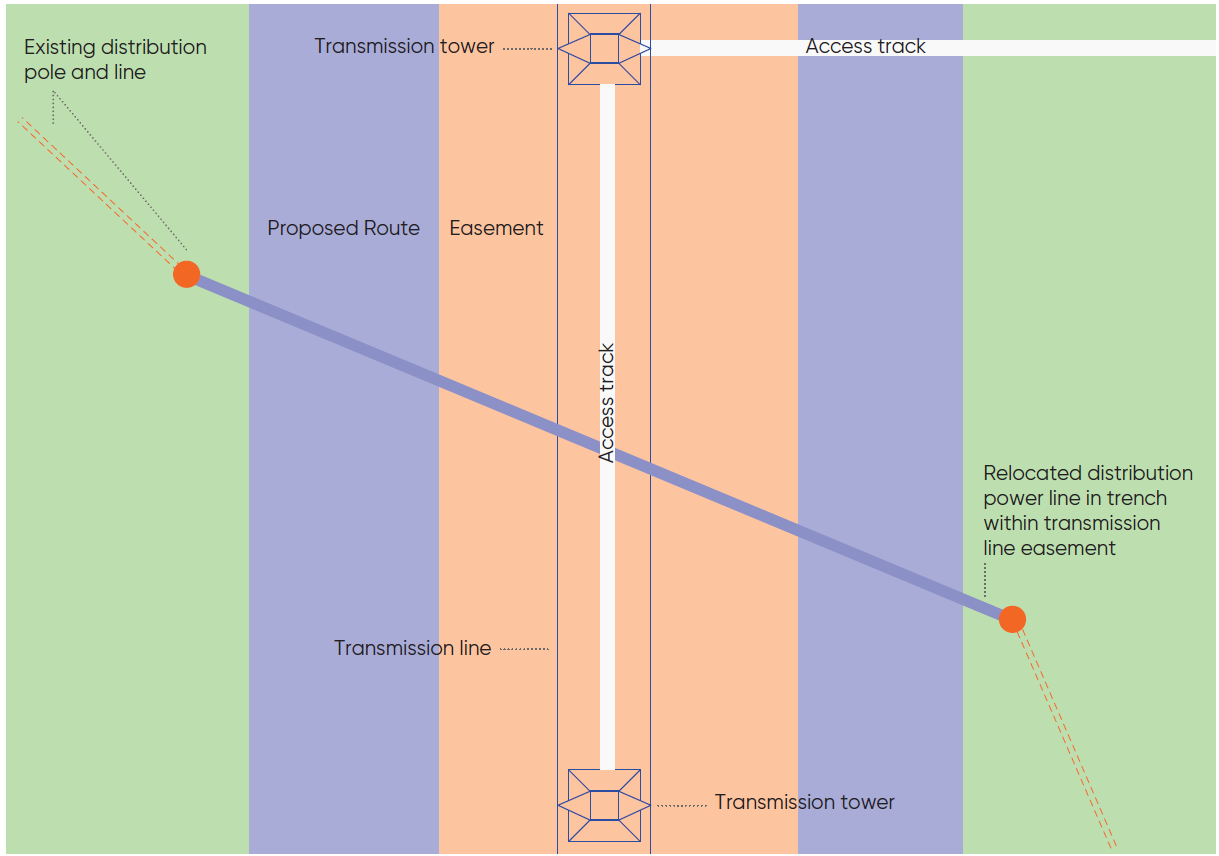 Existing distribution
pole and line
Transmission tower
Access track
Proposed Route
Easement
Access track
Relocated distribution
power line in trench
within transmission
line easement
Transmission line
Transmission tower